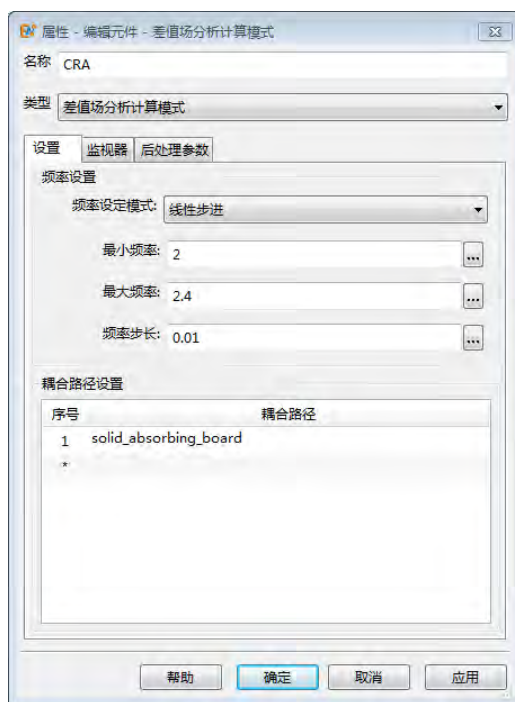 属性 - 编辑元件 - 差值场分析计算模式
名称 CRA
类型 差值场分析计算模式
设置 监视器 后处理参数
频率设置
频率设定模式: 线性步进
最小频率: 2 ...
最大频率: 2.4 ...
频率步长: 0.01 ...
耦合路径设置
序号 耦合路径
1 solid_absorbing_board
*
帮助 确定 取消 应用